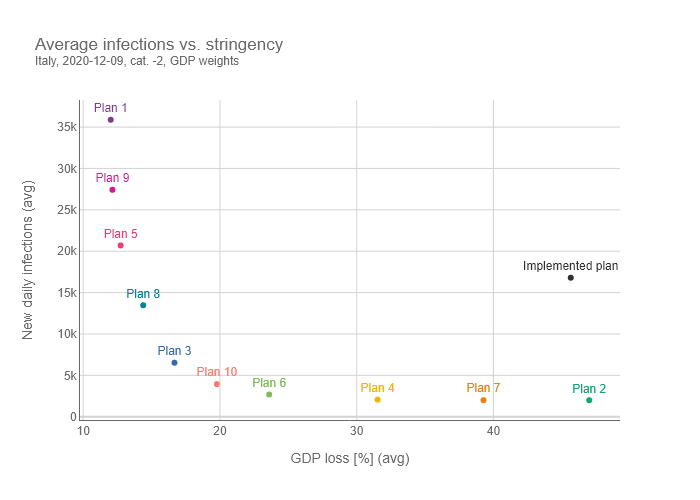 Average infections vs. stringency
Italy, 2020-12-09, cat. -2, GDP weights
Plan 1
35k
30k
Plan 9
25k
Plan 5
20k
Implemented plan
15k
Plan 8
10k
Plan 3
5k
Plan 10
Plan 6
Plan 4
Plan 7
Plan 2
0
10
20
30
40
New daily infections (avg)
GDP loss [%] (avg)